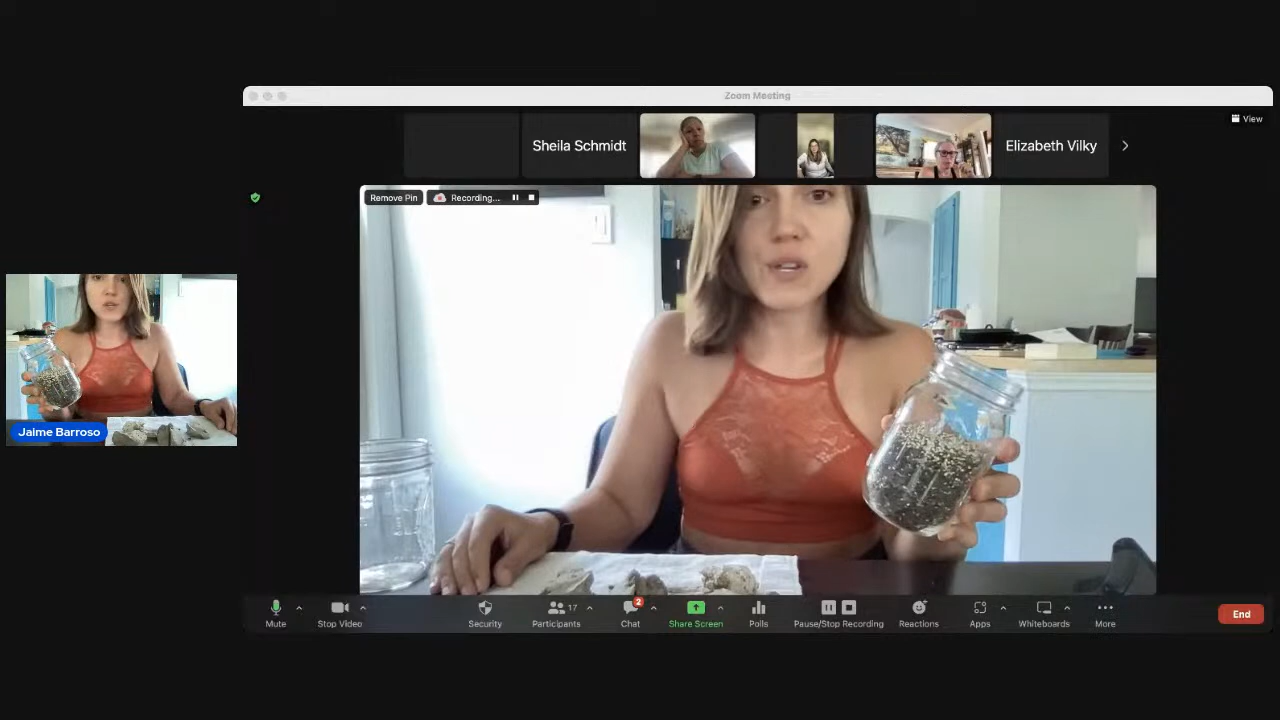 Zoom Meeting
View
Sheila Schmidt
Elizabeth Vilky
Remove Pin
Recording...
Jalme Barroso
Mute
Stop Video
Security
17
Participants
2
Chat
Share Screen
Polls
Pause/Stop Recording
Reactions
Apps
Whiteboards
More
End